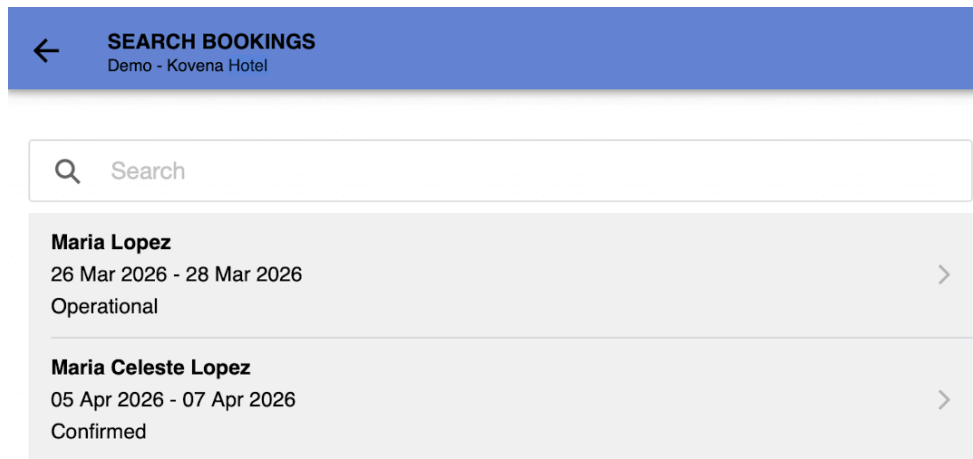 SEARCH BOOKINGS
Demo - Kovena Hotel
Search
Maria Lopez
26 Mar 2026 - 28 Mar 2026
Operational
Maria Celeste Lopez
05 Apr 2026 - 07 Apr 2026
Confirmed